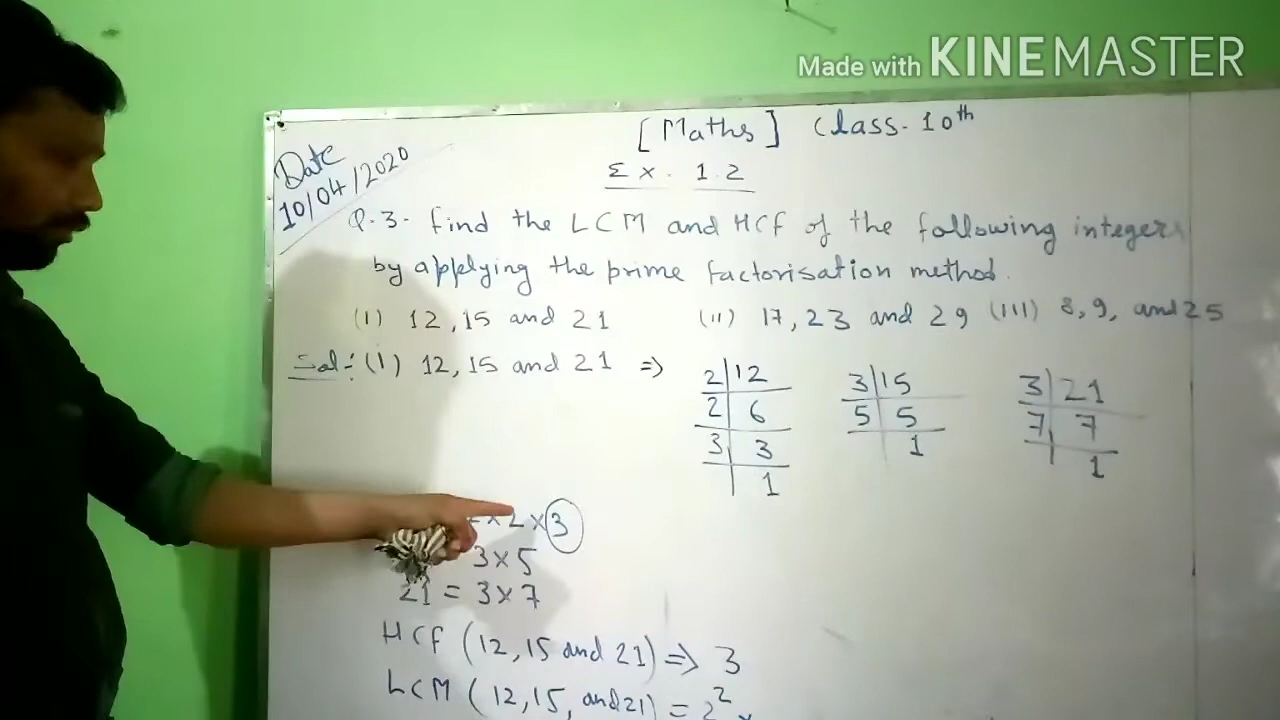 Made with KINEMASTER
[Maths] Class-10th
Date
10/04/2020
Ex. 1.2
Q.3- find the LCM and HCf of the following integers
by applying the prime factorisation method.
(I) 12,15 and 21 (II) 17,23 and 29 (III) 8,9, and 25
Sol:- (I) 12,15 and 21 =>
2|12 3|15 3|21
2|6 5|5 7|7
3|3 |1 |1
|1
2×2×3
3×5
21 = 3×7
HCf (12,15 and 21) => 3
LCM (12,15, and 21) = 2² ×